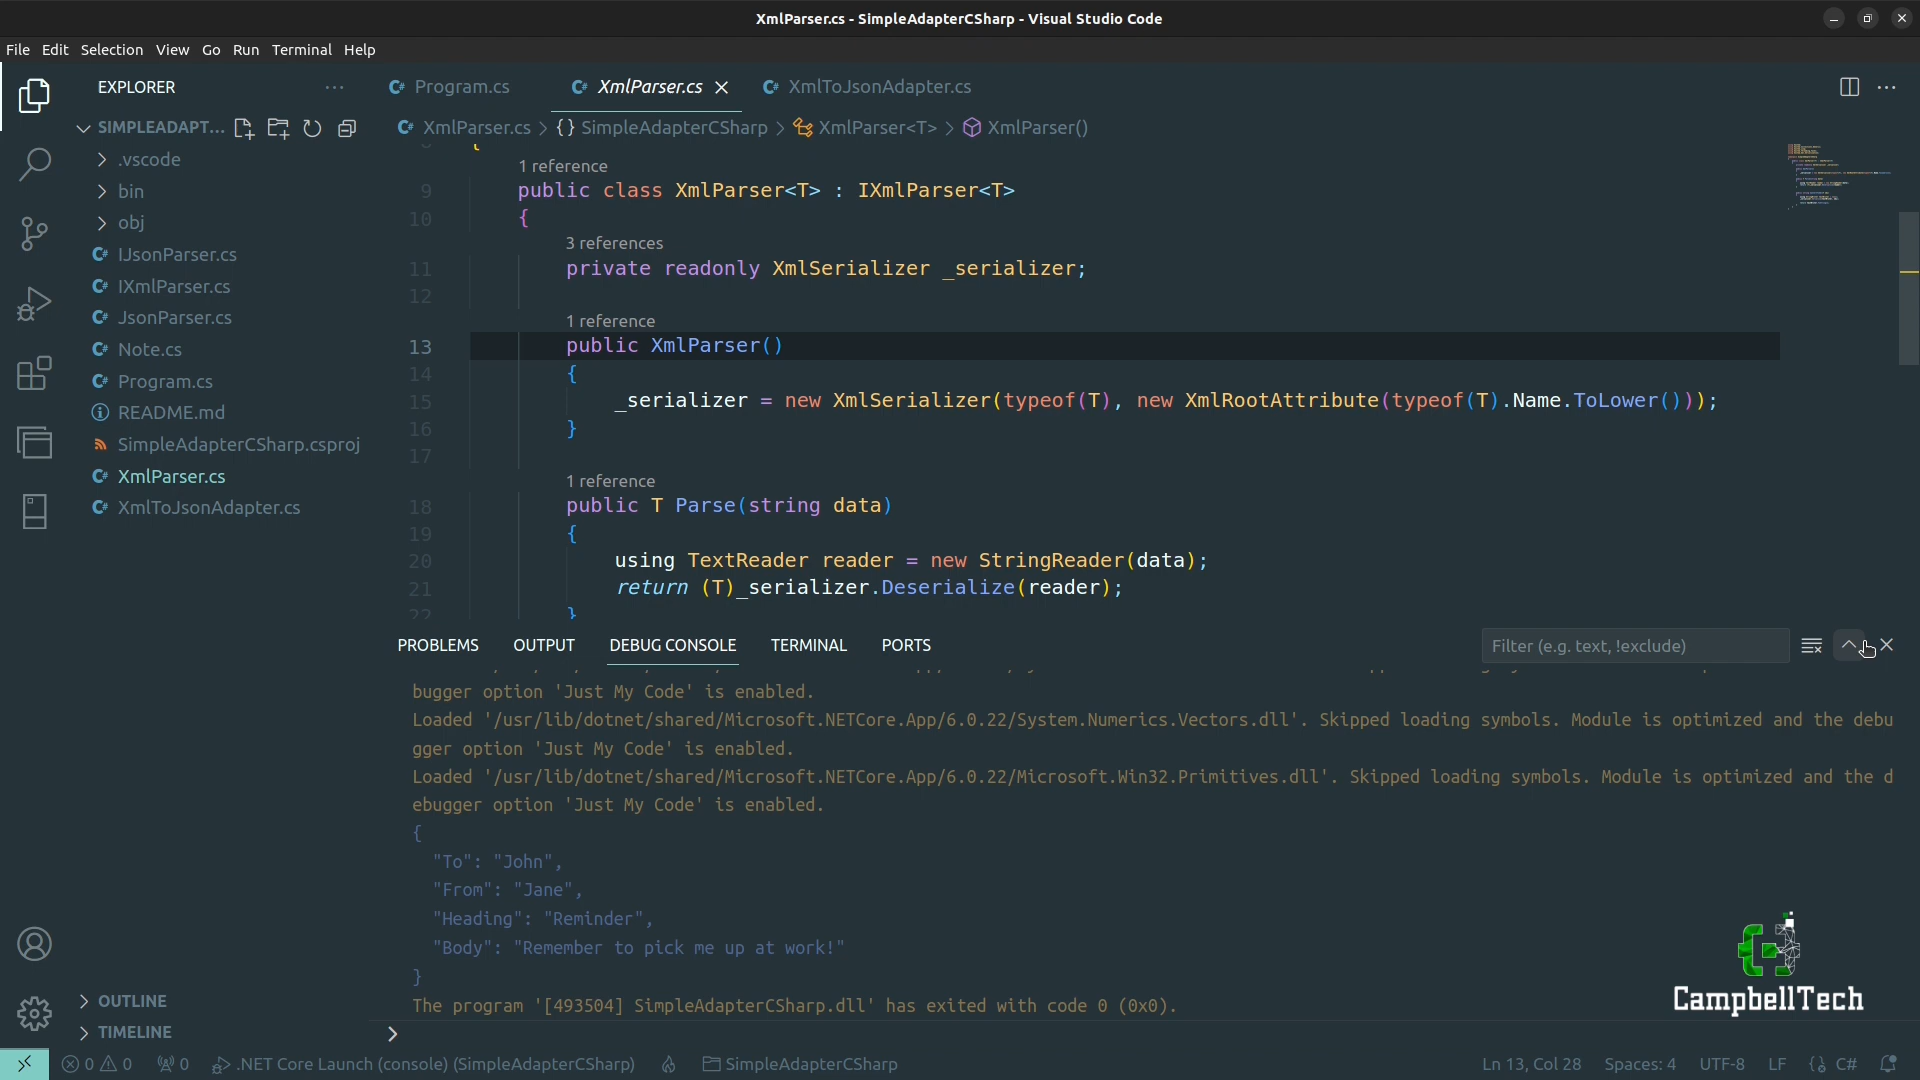 XmlParser.cs - SimpleAdapterCSharp - Visual Studio Code
File Edit Selection View Go Run Terminal Help
EXPLORER
SIMPLEADAPT...
.vscode
bin
obj
IJsonParser.cs
IXmlParser.cs
JsonParser.cs
Note.cs
Program.cs
README.md
SimpleAdapterCSharp.csproj
XmlParser.cs
XmlToJsonAdapter.cs
OUTLINE
TIMELINE
Program.cs XmlParser.cs XmlToJsonAdapter.cs
XmlParser.cs > {} SimpleAdapterCSharp > XmlParser<T> > XmlParser()
1 reference
9 public class XmlParser<T> : IXmlParser<T>
10 {
3 references
11 private readonly XmlSerializer _serializer;
12
1 reference
13 public XmlParser()
14 {
15 _serializer = new XmlSerializer(typeof(T), new XmlRootAttribute(typeof(T).Name.ToLower()));
16 }
17
1 reference
18 public T Parse(string data)
19 {
20 using TextReader reader = new StringReader(data);
21 return (T)_serializer.Deserialize(reader);
22 }
PROBLEMS OUTPUT DEBUG CONSOLE TERMINAL PORTS Filter (e.g. text, !exclude)
bugger option 'Just My Code' is enabled.
Loaded '/usr/lib/dotnet/shared/Microsoft.NETCore.App/6.0.22/System.Numerics.Vectors.dll'. Skipped loading symbols. Module is optimized and the debu
gger option 'Just My Code' is enabled.
Loaded '/usr/lib/dotnet/shared/Microsoft.NETCore.App/6.0.22/Microsoft.Win32.Primitives.dll'. Skipped loading symbols. Module is optimized and the d
ebugger option 'Just My Code' is enabled.
{
"To": "John",
"From": "Jane",
"Heading": "Reminder",
"Body": "Remember to pick me up at work!"
}
The program '[493504] SimpleAdapterCSharp.dll' has exited with code 0 (0x0).
CampbellTech
0 0 0 .NET Core Launch (console) (SimpleAdapterCSharp) SimpleAdapterCSharp Ln 13, Col 28 Spaces: 4 UTF-8 LF C#